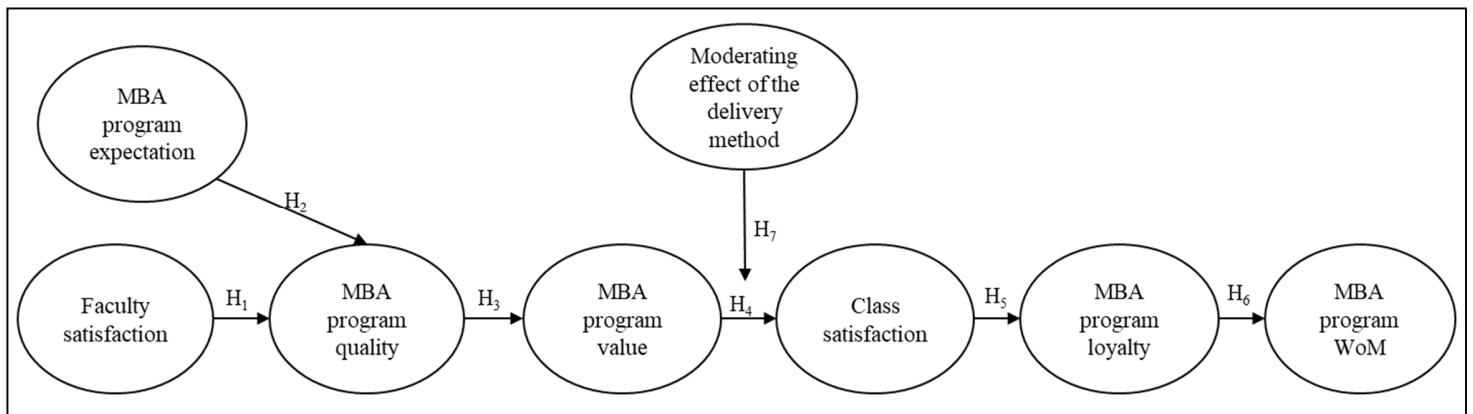 MBA
program
expectation
Moderating
effect of the
delivery
method
H₂
H₇
Faculty
satisfaction
H₁
MBA
program
quality
H₃
MBA
program
value
H₄
Class
satisfaction
H₅
MBA
program
loyalty
H₆
MBA
program
WoM